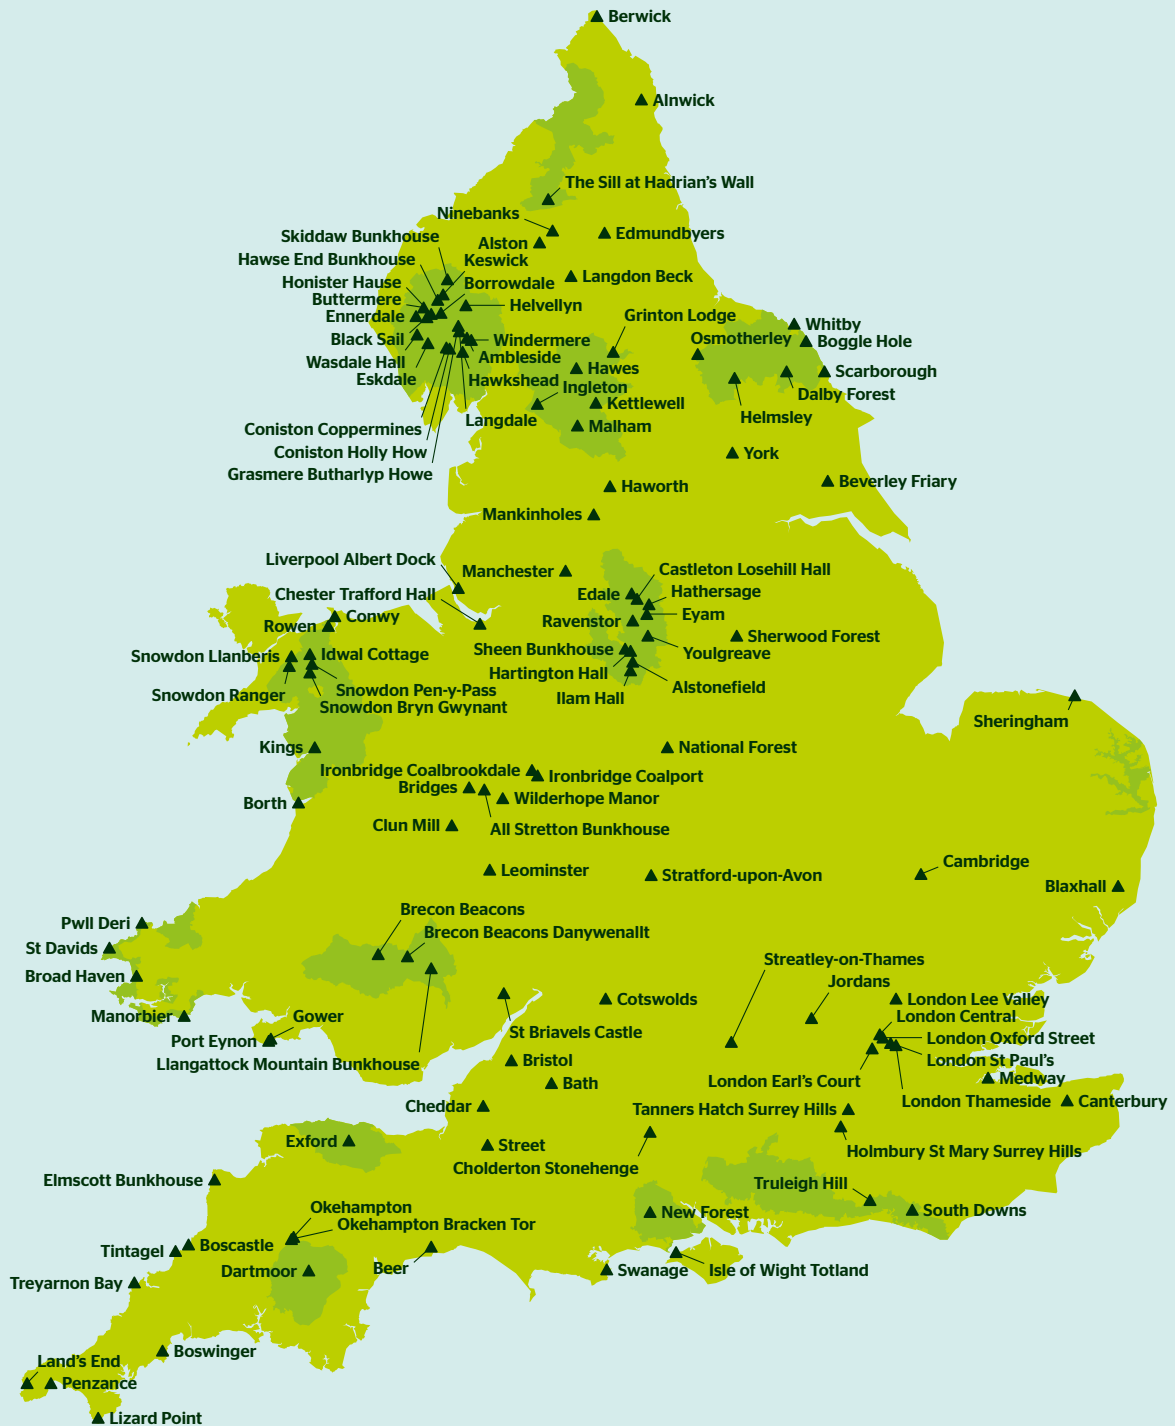 Berwick
Alnwick
The Sill at Hadrian's Wall
Ninebanks
Edmundbyers
Skiddaw Bunkhouse
Alston
Hawse End Bunkhouse
Keswick
Langdon Beck
Honister Hause
Borrowdale
Buttermere
Helvellyn
Ennerdale
Grinton Lodge
Whitby
Black Sail
Windermere
Osmotherley
Boggle Hole
Wasdale Hall
Ambleside
Eskdale
Hawkshead
Hawes
Scarborough
Ingleton
Dalby Forest
Kettlewell
Langdale
Helmsley
Coniston Coppermines
Malham
Coniston Holly How
York
Grasmere Butharlyp Howe
Beverley Friary
Haworth
Mankinholes
Liverpool Albert Dock
Manchester
Castleton Losehill Hall
Chester Trafford Hall
Edale
Hathersage
Conwy
Eyam
Rowen
Ravenstor
Sherwood Forest
Snowdon Llanberis
Idwal Cottage
Sheen Bunkhouse
Youlgreave
Snowdon Ranger
Snowdon Pen-y-Pass
Hartington Hall
Alstonefield
Snowdon Bryn Gwynant
Ilam Hall
Sheringham
Kings
National Forest
Ironbridge Coalbrookdale
Ironbridge Coalport
Bridges
Wilderhope Manor
Borth
Clun Mill
All Stretton Bunkhouse
Leominster
Stratford-upon-Avon
Cambridge
Blaxhall
Brecon Beacons
Pwll Deri
Brecon Beacons Danywenallt
St Davids
Streatley-on-Thames
Broad Haven
Jordans
Cotswolds
London Lee Valley
Manorbier
Gower
London Central
Port Eynon
St Briavels Castle
London Oxford Street
Llangattock Mountain Bunkhouse
Bristol
London St Paul's
Bath
London Earl's Court
Medway
Cheddar
Tanners Hatch Surrey Hills
London Thameside
Canterbury
Exford
Street
Holmbury St Mary Surrey Hills
Cholderton Stonehenge
Elmscott Bunkhouse
Truleigh Hill
Okehampton
New Forest
South Downs
Okehampton Bracken Tor
Boscastle
Tintagel
Beer
Dartmoor
Swanage
Isle of Wight Totland
Treyarnon Bay
Boswinger
Land's End
Penzance
Lizard Point